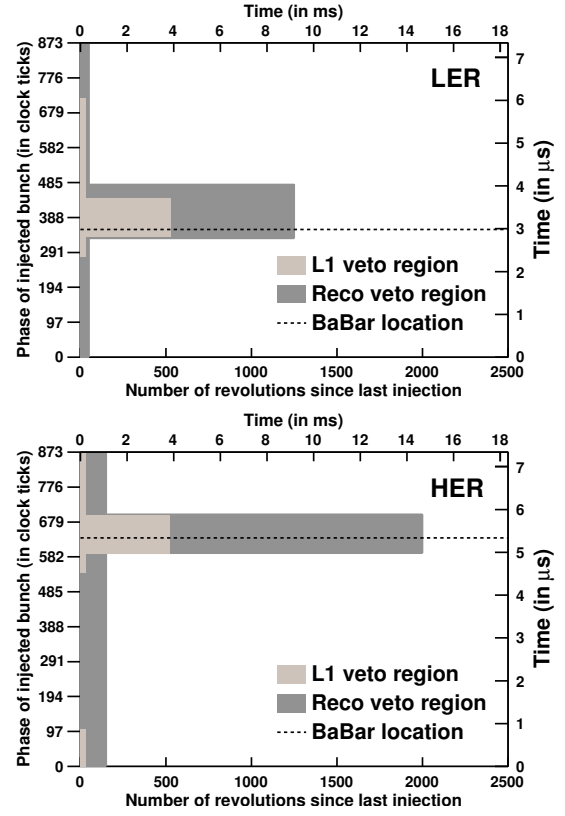 Time (in ms)
0 2 4 6 8 10 12 14 16 18
873
776
679
582
485
388
291
194
97
0
Phase of injected bunch (in clock ticks)
LER
7
6
5
4
3
2
1
0
Time (in μs)
L1 veto region
Reco veto region
BaBar location
0 500 1000 1500 2000 2500
Number of revolutions since last injection
Time (in ms)
0 2 4 6 8 10 12 14 16 18
873
776
679
582
485
388
291
194
97
0
Phase of injected bunch (in clock ticks)
HER
7
6
5
4
3
2
1
0
Time (in μs)
L1 veto region
Reco veto region
BaBar location
0 500 1000 1500 2000 2500
Number of revolutions since last injection